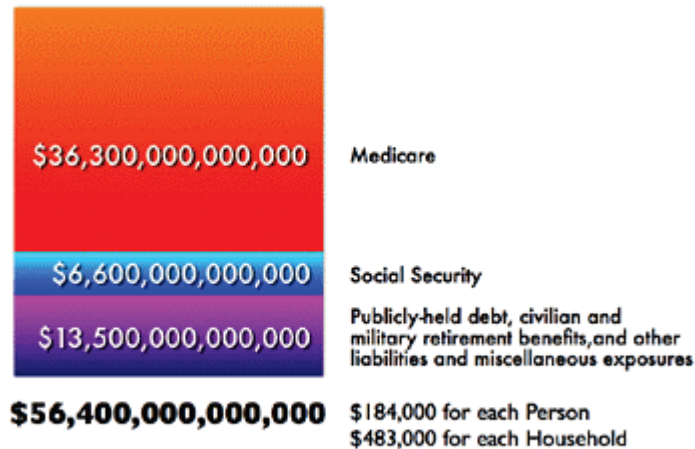 $36,300,000,000,000 Medicare
$6,600,000,000,000 Social Security
$13,500,000,000,000
Publicly-held debt, civilian and
military retirement benefits,and other
liabilities and miscellaneous exposures
$56,400,000,000,000 $184,000 for each Person
$483,000 for each Household